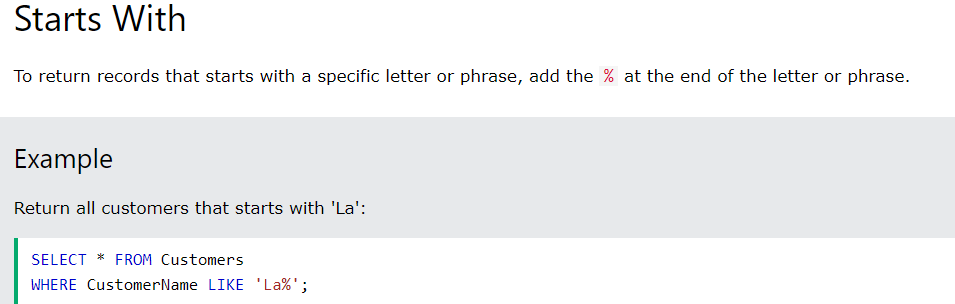 Starts With
To return records that starts with a specific letter or phrase, add the % at the end of the letter or phrase.
Example
Return all customers that starts with 'La':
SELECT * FROM Customers
WHERE CustomerName LIKE 'La%';